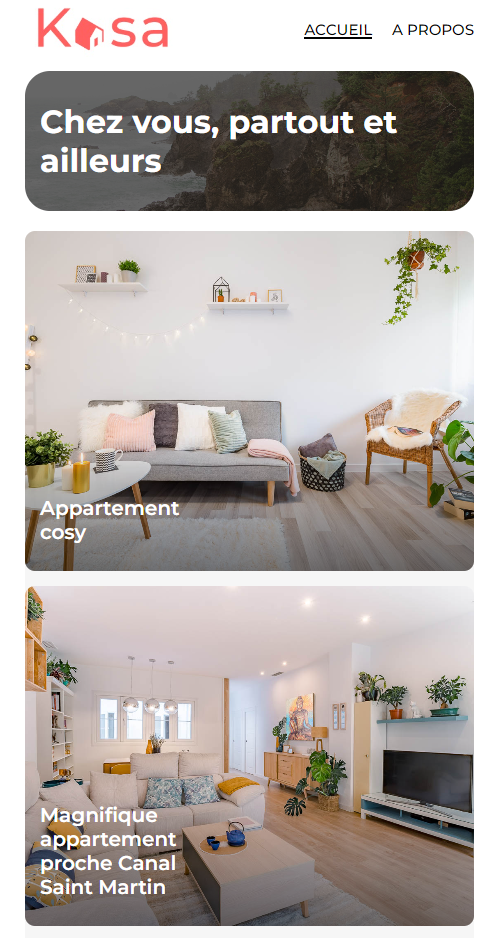 Kasa
ACCUEIL A PROPOS
Chez vous, partout et
ailleurs
Appartement
cosy
Magnifique
appartement
proche Canal
Saint Martin